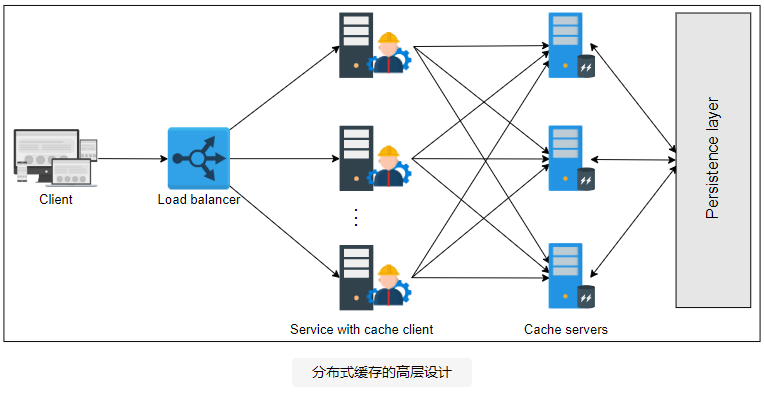 Client
Load balancer
Service with cache client
Cache servers
Persistence layer
分布式缓存的高层设计